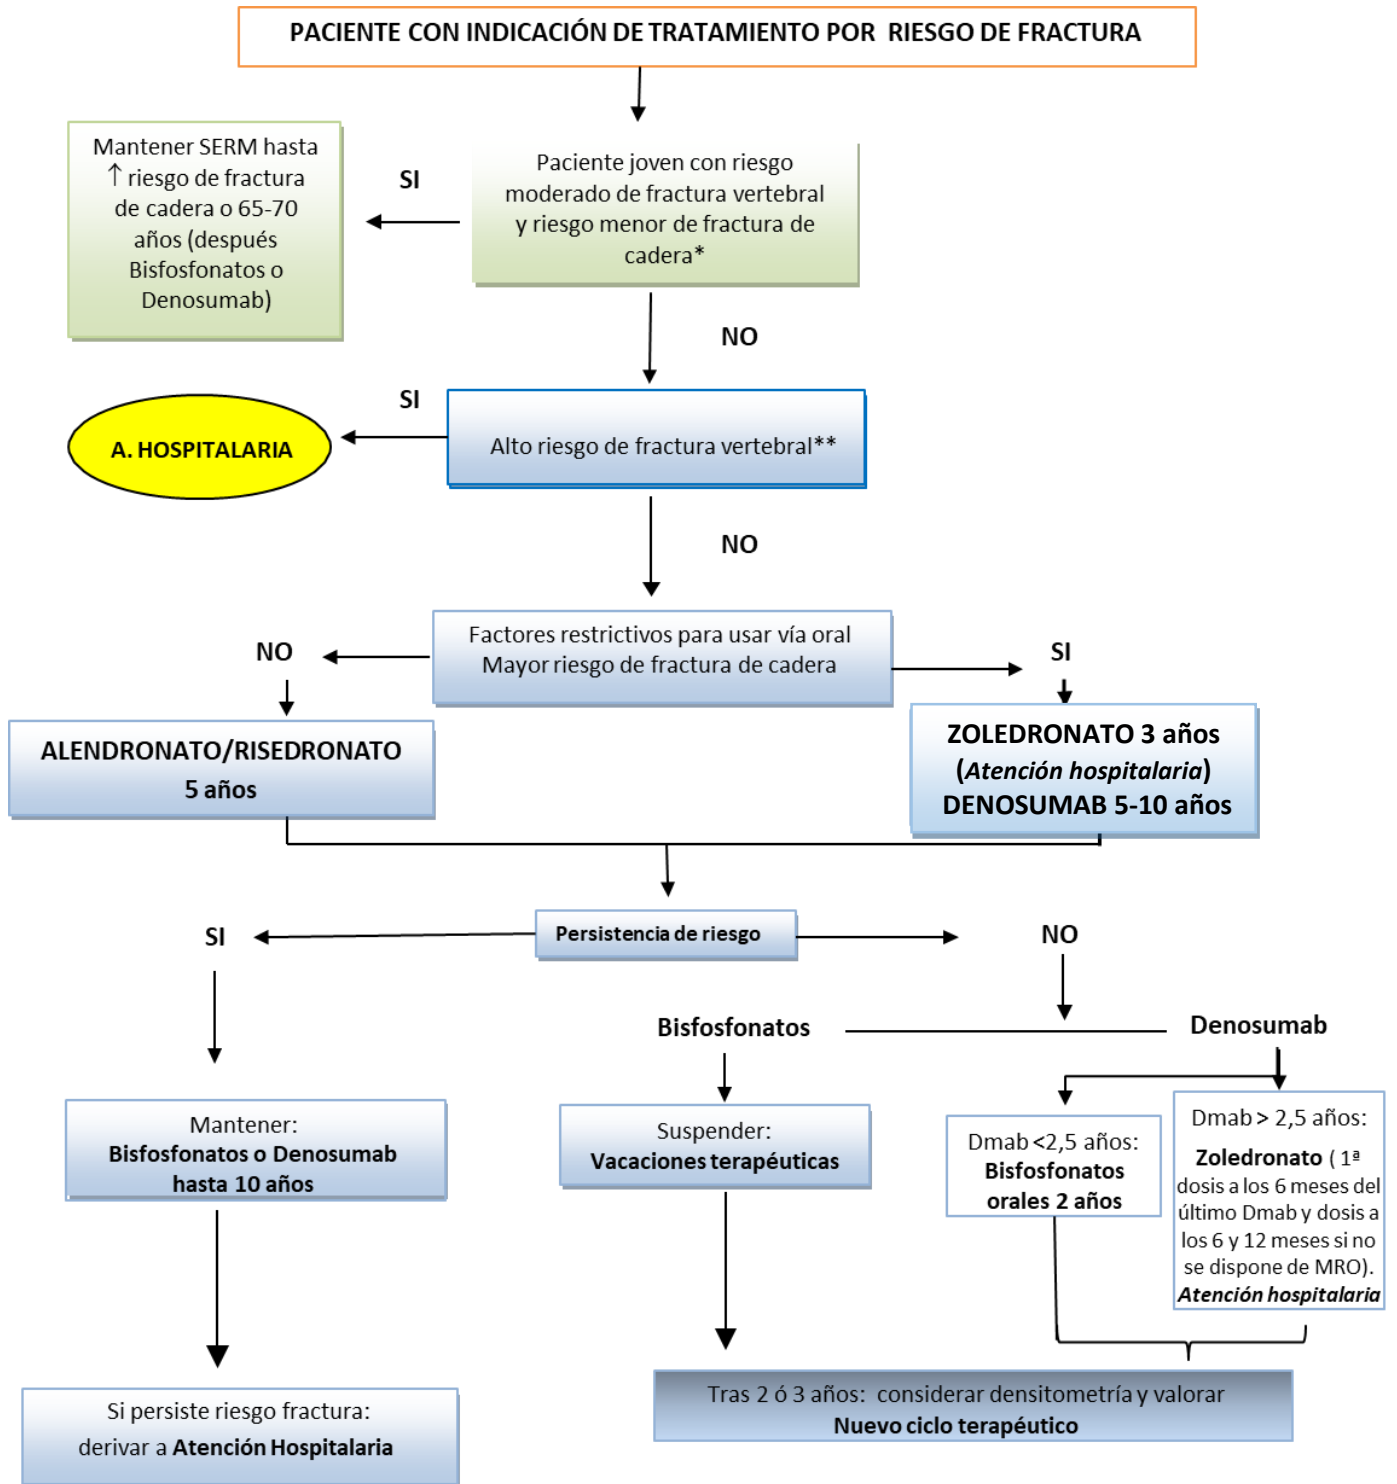 PACIENTE CON INDICACIÓN DE TRATAMIENTO POR RIESGO DE FRACTURA
Mantener SERM hasta
↑ riesgo de fractura
de cadera o 65-70
años (después
Bisfosfonatos o
Denosumab)
SI
Paciente joven con riesgo
moderado de fractura vertebral
y riesgo menor de fractura de
cadera*
NO
A. HOSPITALARIA
SI
Alto riesgo de fractura vertebral**
NO
Factores restrictivos para usar vía oral
Mayor riesgo de fractura de cadera
NO
SI
ALENDRONATO/RISEDRONATO
5 años
ZOLEDRONATO 3 años
(Atención hospitalaria)
DENOSUMAB 5-10 años
Persistencia de riesgo
SI
NO
Bisfosfonatos
Denosumab
Mantener:
Bisfosfonatos o Denosumab
hasta 10 años
Suspender:
Vacaciones terapéuticas
Dmab <2,5 años:
Bisfosfonatos
orales 2 años
Dmab > 2,5 años:
Zoledronato ( 1ª
dosis a los 6 meses del
último Dmab y dosis a
los 6 y 12 meses si no
se dispone de MRO).
Atención hospitalaria
Si persiste riesgo fractura:
derivar a Atención Hospitalaria
Tras 2 ó 3 años: considerar densitometría y valorar
Nuevo ciclo terapéutico